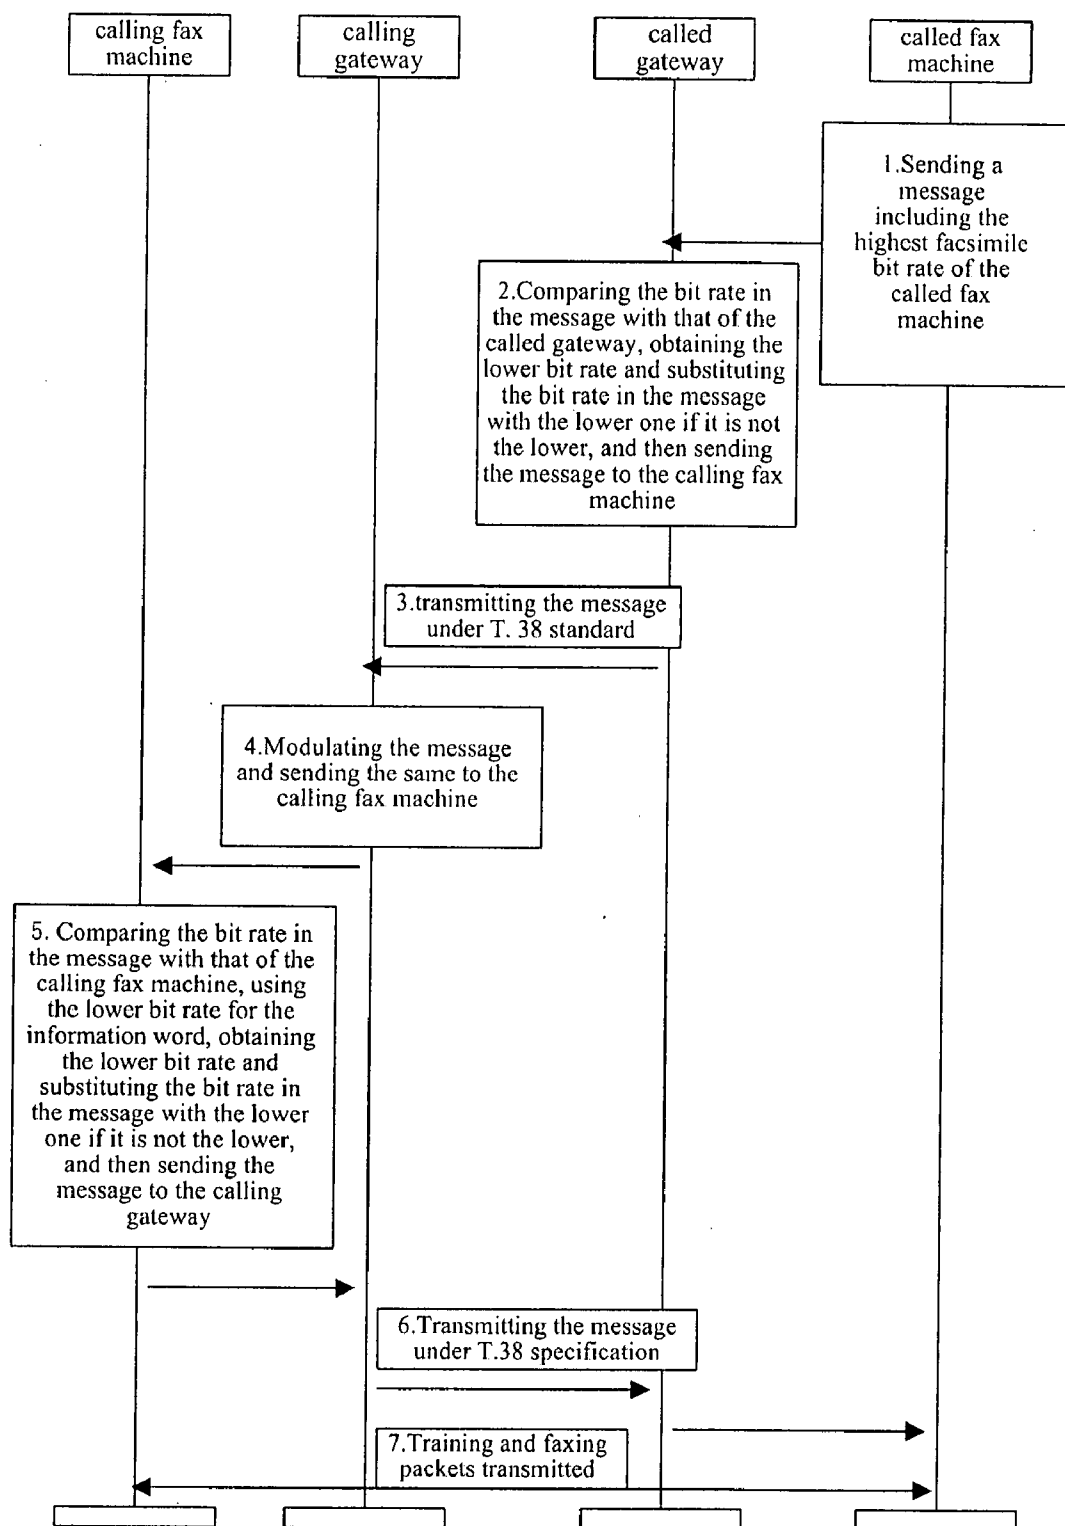 calling fax
machine
calling
gateway
called
gateway
called fax
machine
1.Sending a
message
including the
highest facsimile
bit rate of the
called fax
machine
2.Comparing the bit rate in
the message with that of the
called gateway, obtaining the
lower bit rate and substituting
the bit rate in the message
with the lower one if it is not
the lower, and then sending
the message to the calling fax
machine
3.transmitting the message
under T. 38 standard
4.Modulating the message
and sending the same to the
calling fax machine
5. Comparing the bit rate in
the message with that of the
calling fax machine, using
the lower bit rate for the
information word, obtaining
the lower bit rate and
substituting the bit rate in
the message with the lower
one if it is not the lower,
and then sending the
message to the calling
gateway
6.Transmitting the message
under T.38 specification
7.Training and faxing
packets transmitted